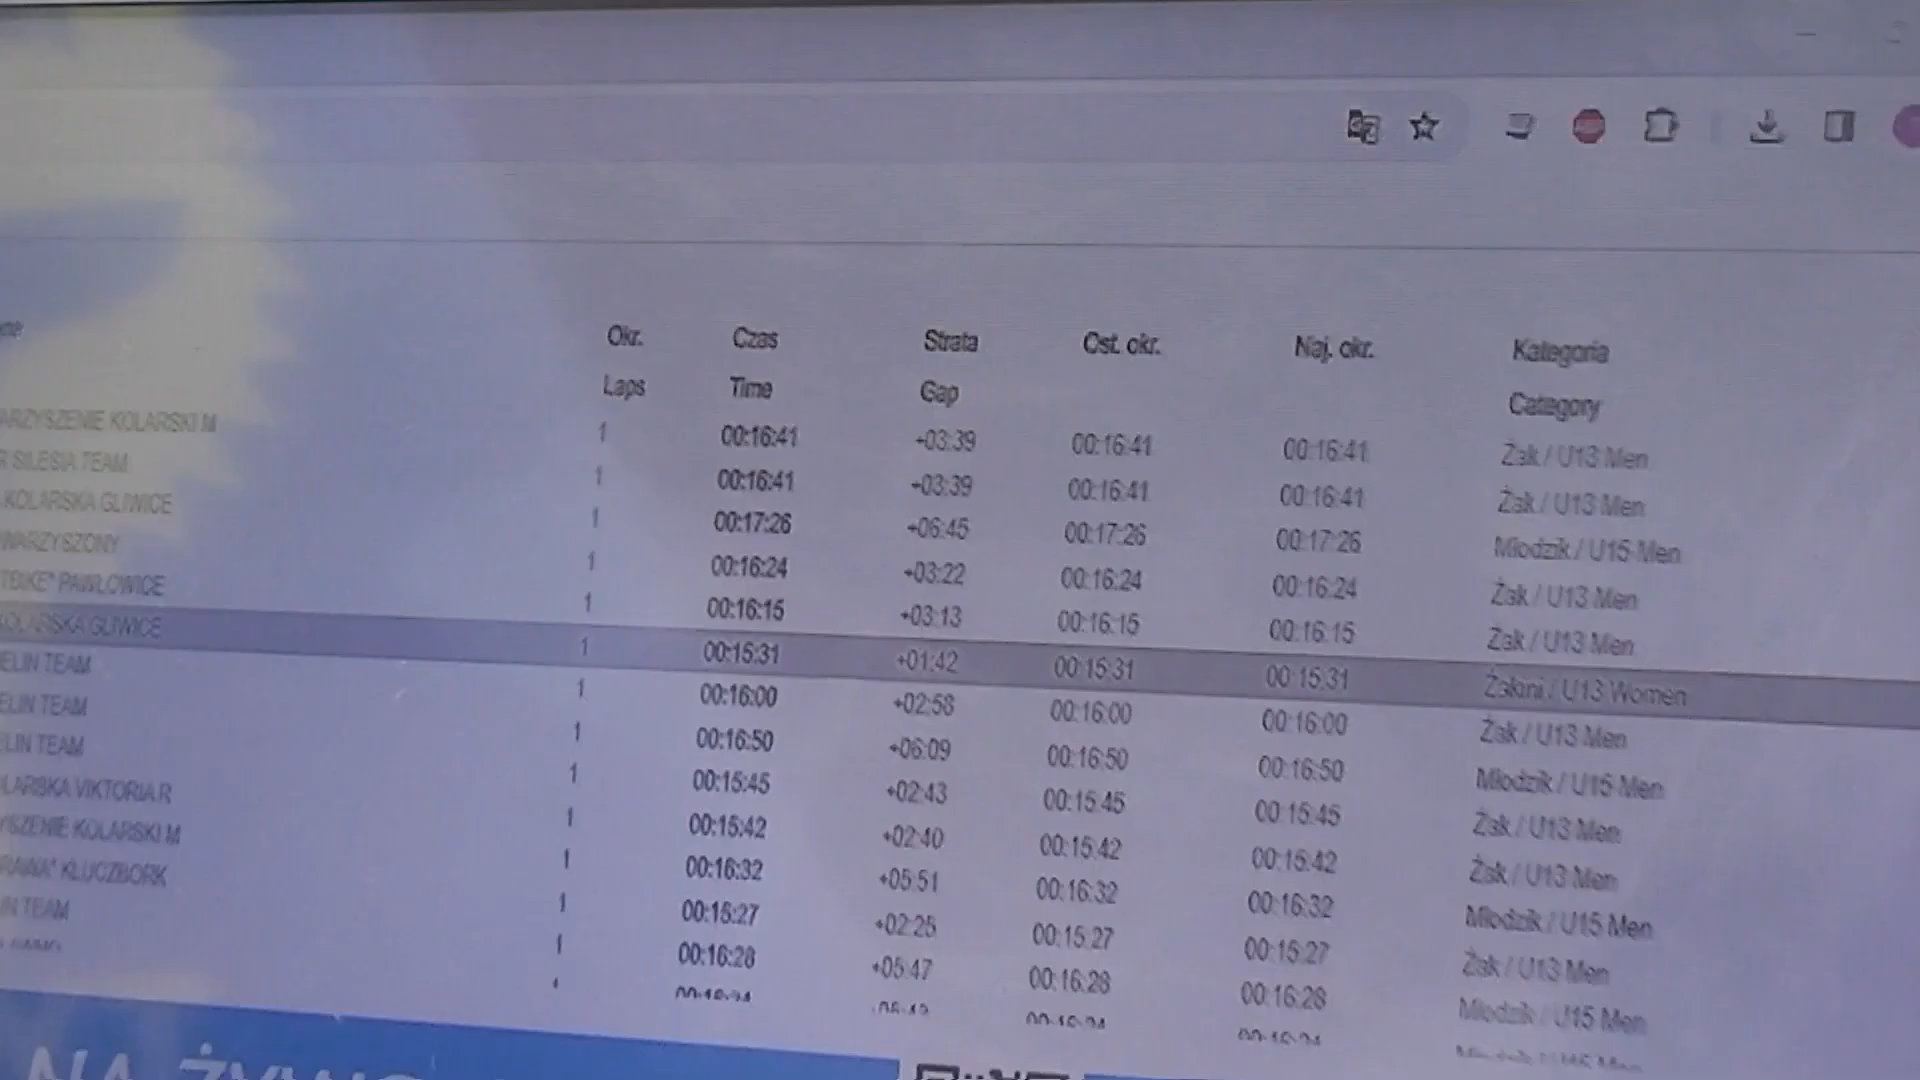 Okr. Czas Strata Ost. okr. Naj. okr. Kategoria
Laps Time Gap Category
ARZYSZENIE KOLARSKI M 1 00:16:41 +03:39 00:16:41 00:16:41 Żak / U13 Men
R SILESIA TEAM 1 00:16:41 +03:39 00:16:41 00:16:41 Żak / U13 Men
KOLARSKA GLIWICE 1 00:17:26 +06:45 00:17:26 00:17:26 Młodzik / U15 Men
WARZYSZONY 1 00:16:24 +03:22 00:16:24 00:16:24 Żak / U13 Men
TBIKE" PAWŁOWICE 1 00:16:15 +03:13 00:16:15 00:16:15 Żak / U13 Men
KOLARSKA GLIWICE 1 00:15:31 +01:42 00:15:31 00:15:31 Żakini / U13 Women
ELIN TEAM 1 00:16:00 +02:58 00:16:00 00:16:00 Żak / U13 Men
ELIN TEAM 1 00:16:50 +06:09 00:16:50 00:16:50 Młodzik / U15 Men
ELIN TEAM 1 00:15:45 +02:43 00:15:45 00:15:45 Żak / U13 Men
LARSKA VIKTORIA R 1 00:15:42 +02:40 00:15:42 00:15:42 Żak / U13 Men
YSZENIE KOLARSKI M 1 00:16:32 +05:51 00:16:32 00:16:32 Młodzik / U15 Men
RAWA" KLUCZBORK 1 00:15:27 +02:25 00:15:27 00:15:27 Żak / U13 Men
IN TEAM 1 00:16:28 +05:47 00:16:28 00:16:28 Młodzik / U15 Men
NA ŻYWO